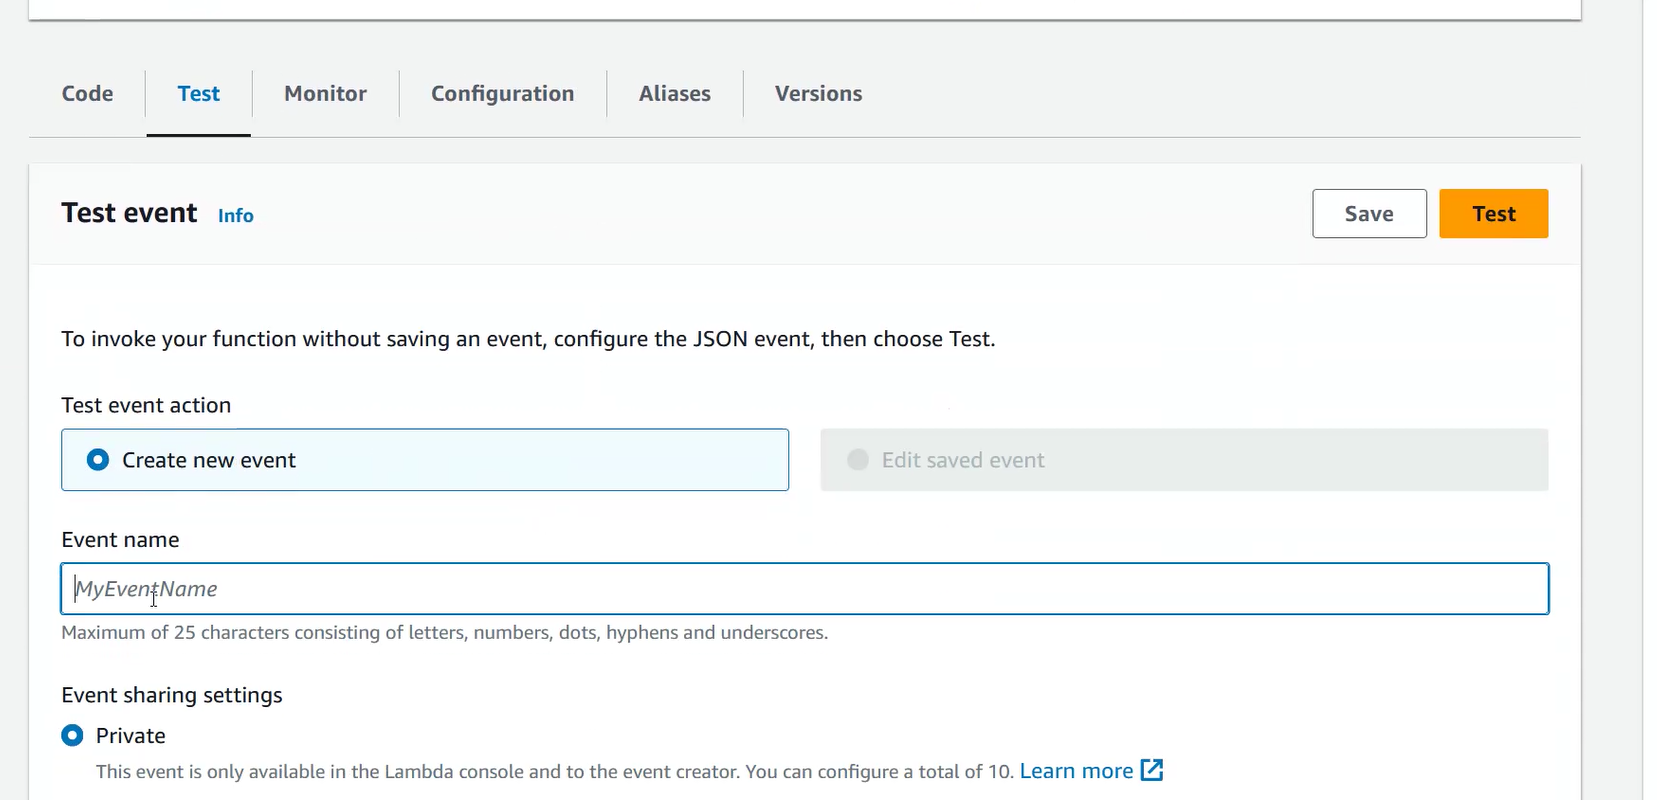 Code Test Monitor Configuration Aliases Versions
Test event Info Save Test
To invoke your function without saving an event, configure the JSON event, then choose Test.
Test event action
Create new event Edit saved event
Event name
MyEventName
Maximum of 25 characters consisting of letters, numbers, dots, hyphens and underscores.
Event sharing settings
Private
This event is only available in the Lambda console and to the event creator. You can configure a total of 10. Learn more